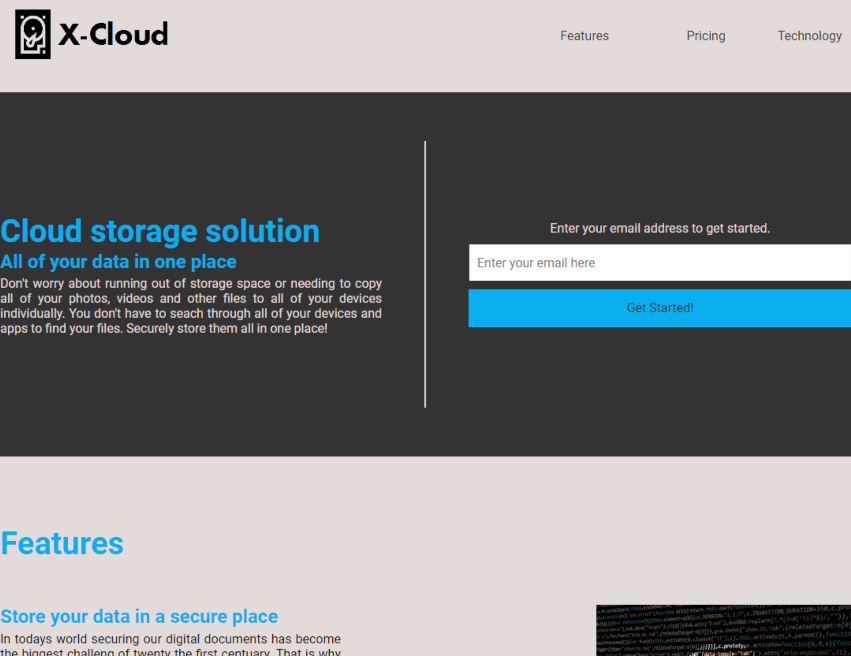 X-Cloud
Features
Pricing
Technology
Cloud storage solution
All of your data in one place
Don't worry about running out of storage space or needing to copy
all of your photos, videos and other files to all of your devices
individually. You don't have to seach through all of your devices and
apps to find your files. Securely store them all in one place!
Enter your email address to get started.
Enter your email here
Get Started!
Features
Store your data in a secure place
In todays world securing our digital documents has become
the biggest challeng of twenty the first centuary. That is why